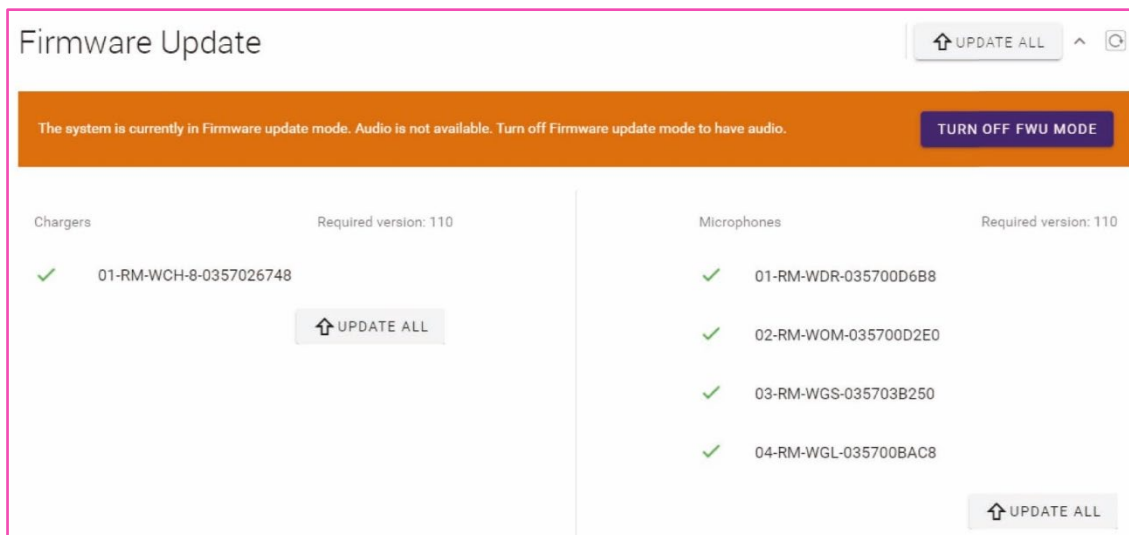 Firmware Update
UPDATE ALL
The system is currently in Firmware update mode. Audio is not available. Turn off Firmware update mode to have audio.
TURN OFF FWU MODE
Chargers
Required version: 110
01-RM-WCH-8-0357026748
UPDATE ALL
Microphones
Required version: 110
01-RM-WDR-035700D6B8
02-RM-WOM-035700D2E0
03-RM-WGS-035703B250
04-RM-WGL-035700BAC8
UPDATE ALL